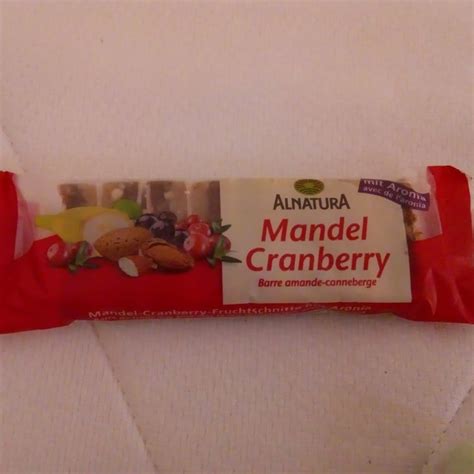 mit Aronia
avec de l'aronia
ALNATURA
Mandel
Cranberry
Barre amande-canneberge
Mandel-Cranberry-Fruchtschnitte mit Aronia